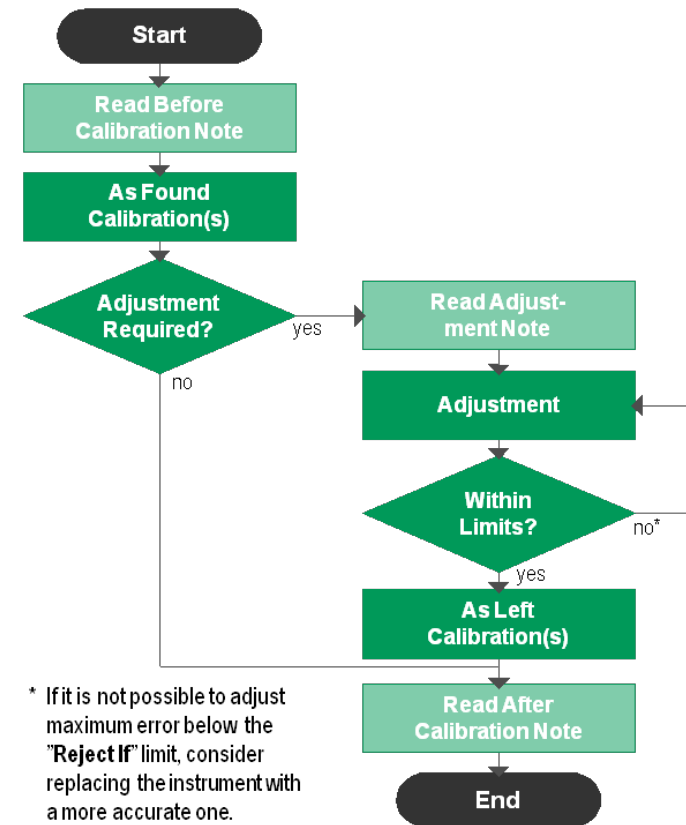 Start
Read Before
Calibration Note
As Found
Calibration(s)
Adjustment
Required?
yes
no
Read Adjust-
ment Note
Adjustment
Within
Limits?
no*
yes
As Left
Calibration(s)
Read After
Calibration Note
End
* If it is not possible to adjust
maximum error below the
"Reject If" limit, consider
replacing the instrument with
a more accurate one.